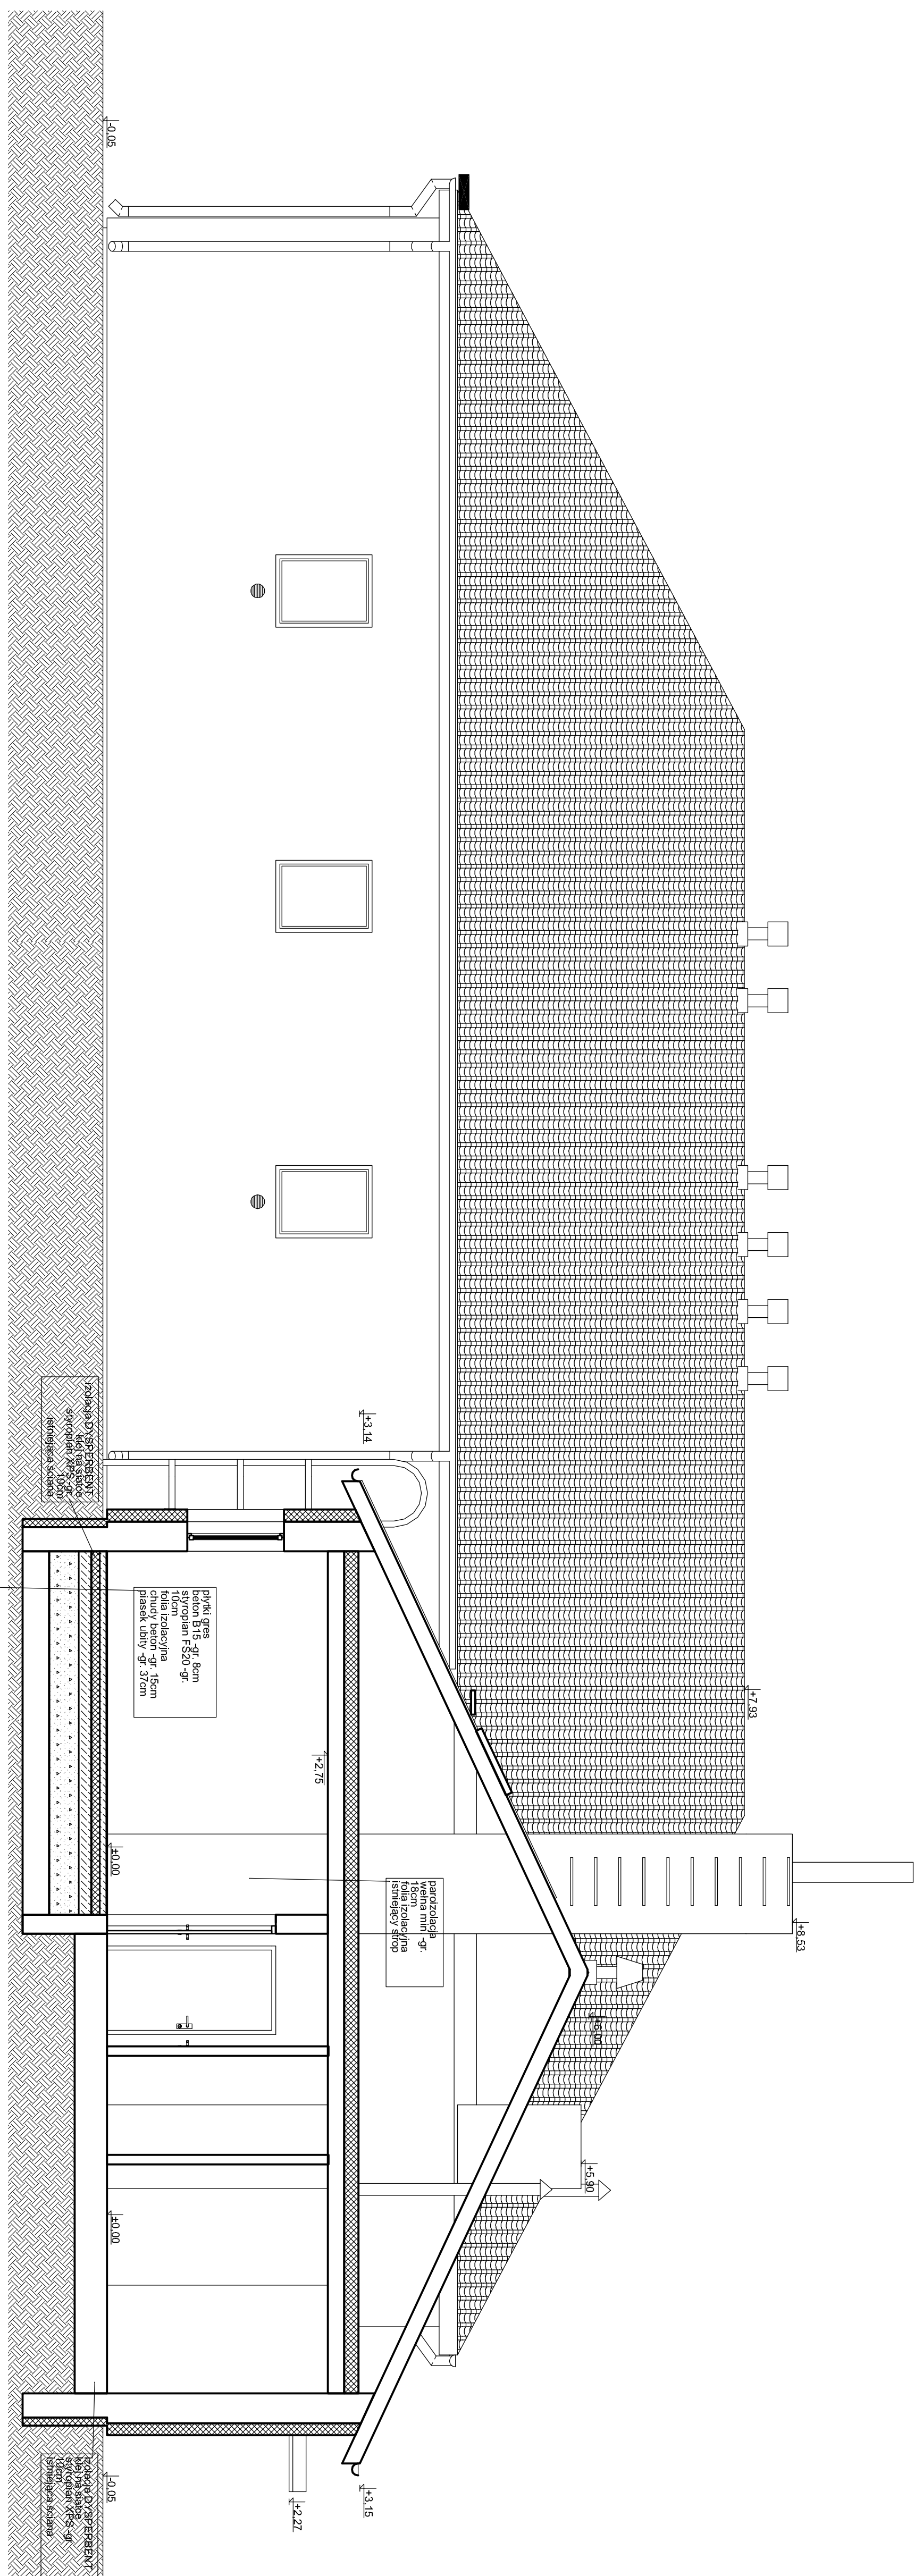 -0,05
+3,14
+7,93
+8,53
+6,00
+5,90
+2,75
±0,00
±0,00
+3,15
+2,27
-0,05
izolacja DYSPERBENT
klej na siatce
styropian XPS -gr.
10cm
istniejąca ściana
płytki gres
beton B15 -gr. 8cm
styropian FS20 -gr.
10cm
folia izolacyjna
chudy beton -gr. 15cm
piasek ubity -gr. 37cm
paroizolacja
wełna min. -gr.
18cm
folia izolacyjna
istniejący strop
izolacja DYSPERBENT
klej na siatce
styropian XPS -gr.
10cm
istniejąca ściana